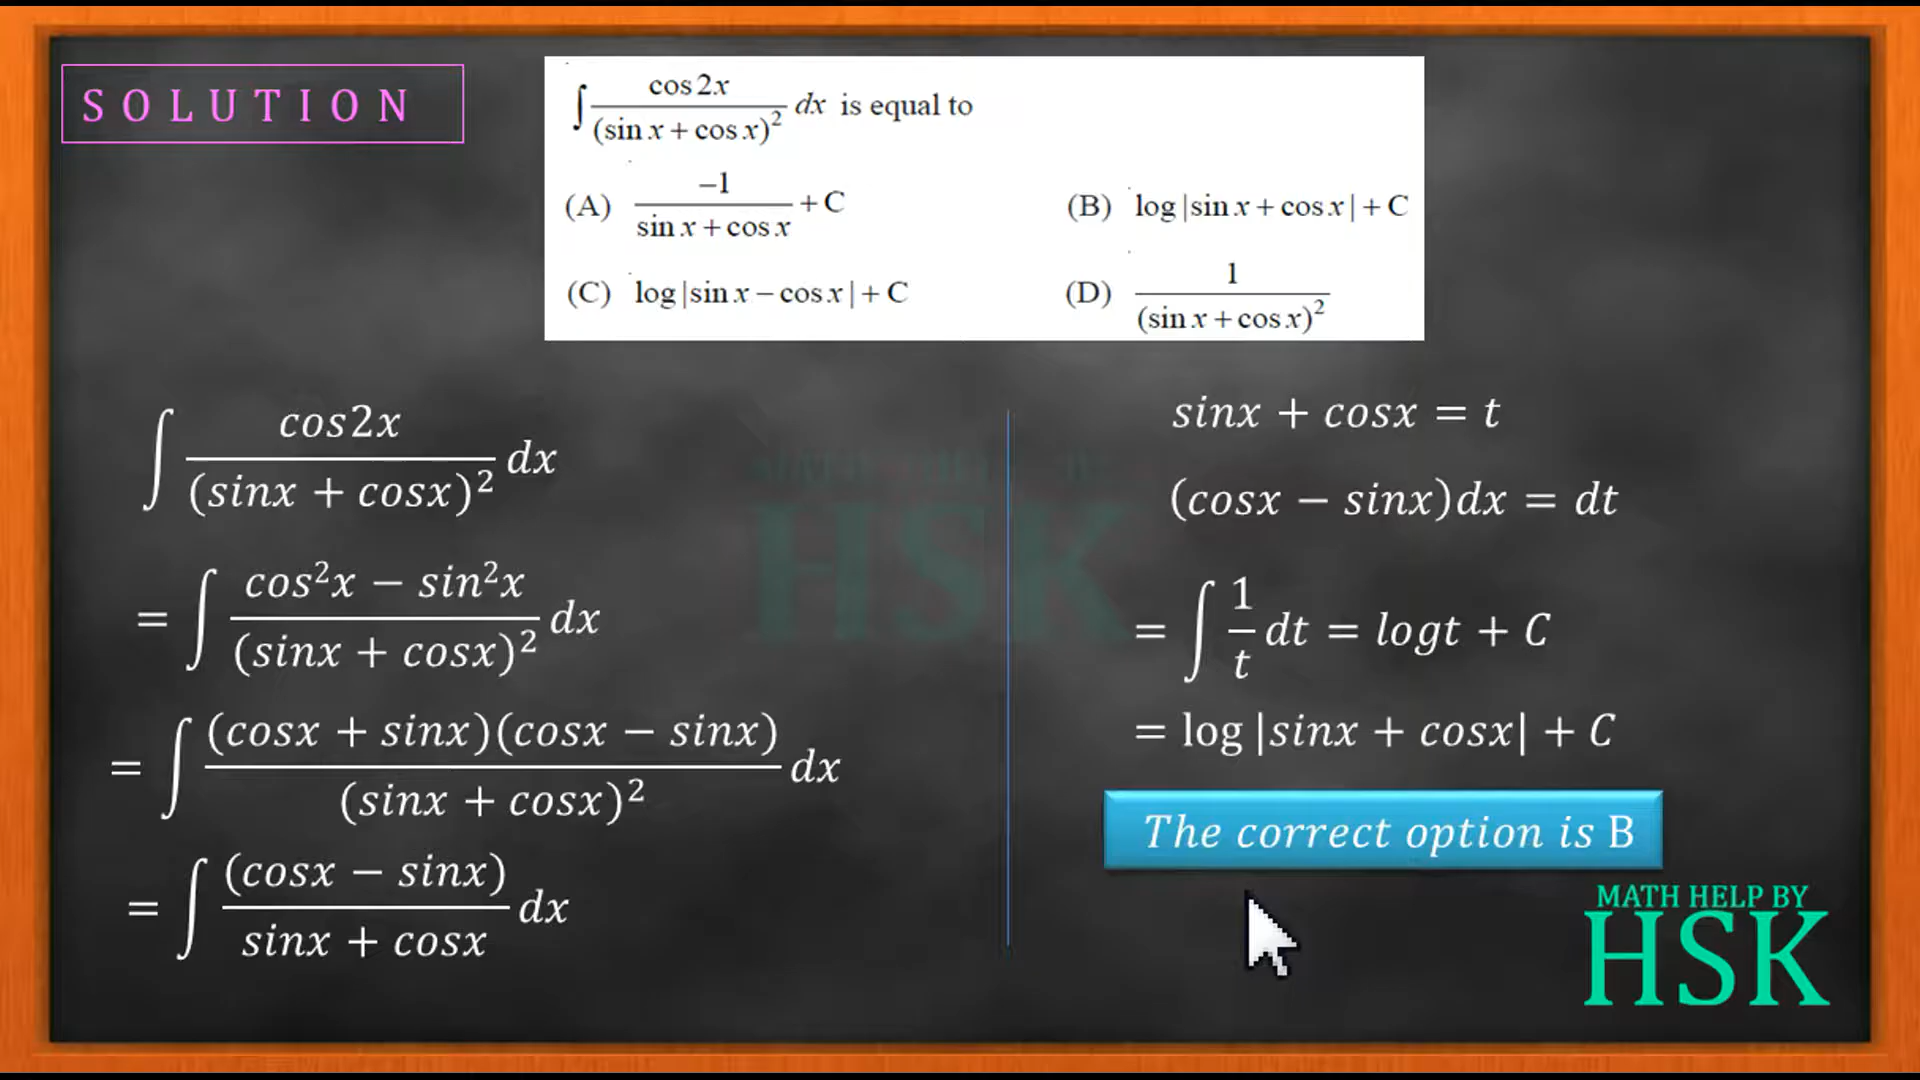 SOLUTION
∫ cos 2x / (sin x + cos x)² dx is equal to
(A) –1 / sin x + cos x + C
(B) log |sin x + cos x| + C
(C) log |sin x – cos x| + C
(D) 1 / (sin x + cos x)²
∫ cos2x / (sinx + cosx)² dx
= ∫ cos²x − sin²x / (sinx + cosx)² dx
= ∫ (cosx + sinx)(cosx − sinx) / (sinx + cosx)² dx
= ∫ (cosx − sinx) / sinx + cosx dx
sinx + cosx = t
(cosx − sinx)dx = dt
= ∫ 1/t dt = logt + C
= log |sinx + cosx| + C
The correct option is B
MATH HELP BY
HSK
HSK